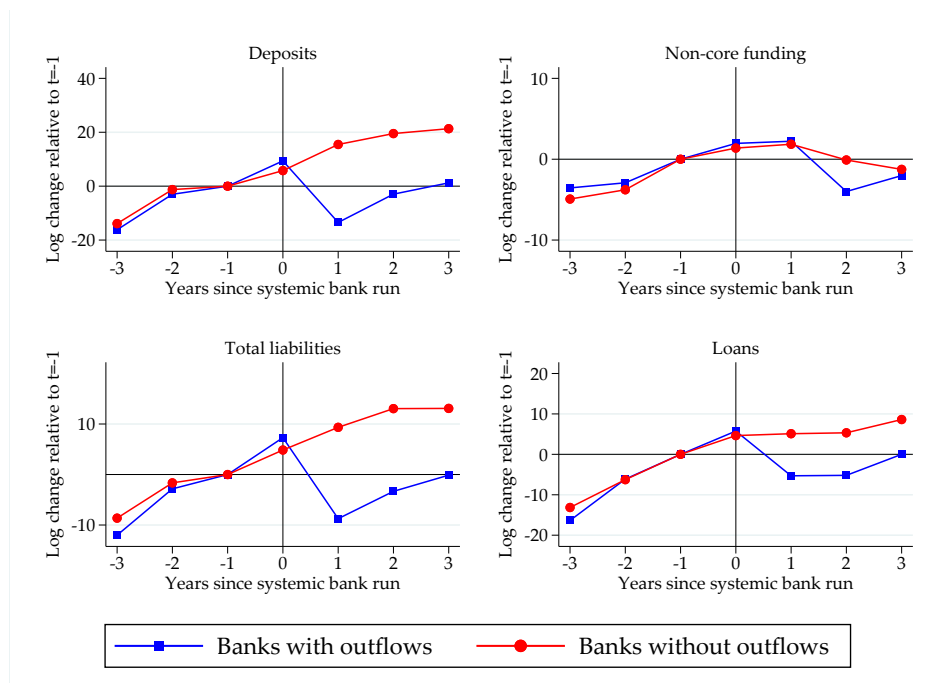 Deposits
Log change relative to t=-1
40
20
0
-20
-3 -2 -1 0 1 2 3
Years since systemic bank run
Non-core funding
Log change relative to t=-1
10
0
-10
-3 -2 -1 0 1 2 3
Years since systemic bank run
Total liabilities
Log change relative to t=-1
10
-10
-3 -2 -1 0 1 2 3
Years since systemic bank run
Loans
Log change relative to t=-1
20
10
0
-10
-20
-3 -2 -1 0 1 2 3
Years since systemic bank run
Banks with outflows
Banks without outflows